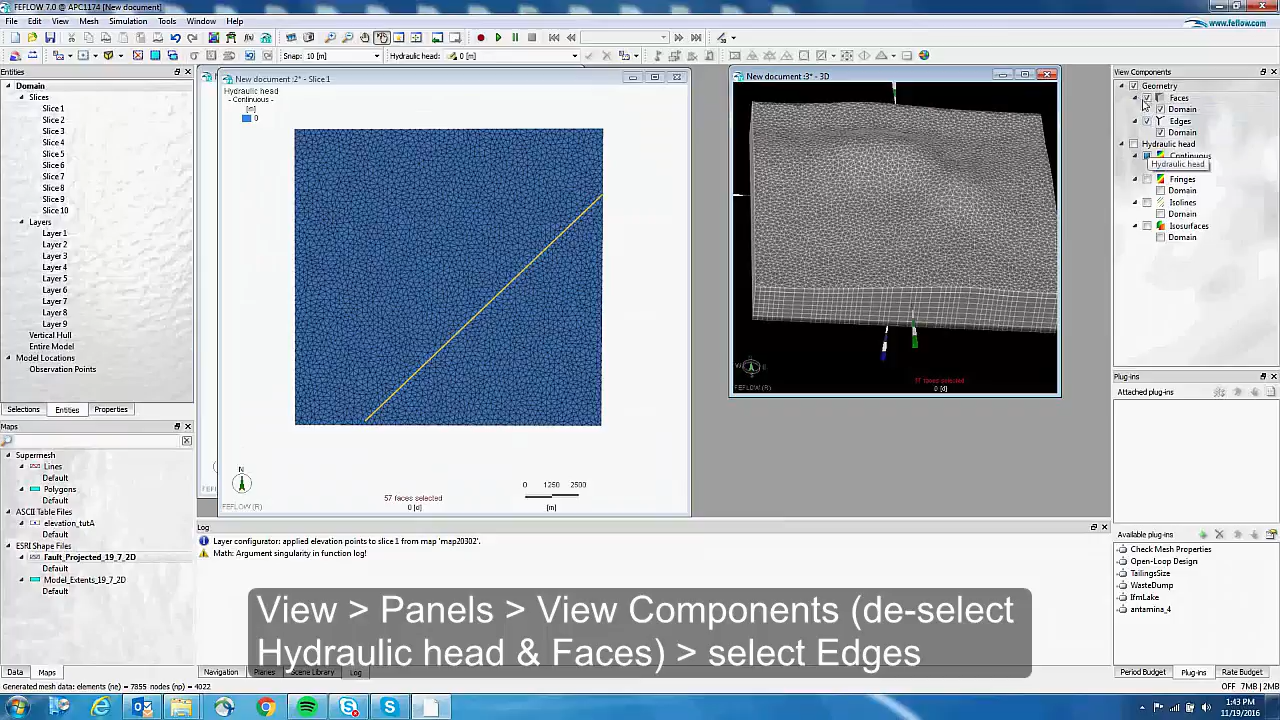 FEFLOW 7.0 @ APC1174 [New document]
File Edit View Mesh Simulation Tools Window Help
www.feflow.com
Snap: 10 [m] Hydraulic head: 0 [m]
Entities
Domain
Slices
Slice 1
Slice 2
Slice 3
Slice 4
Slice 5
Slice 6
Slice 7
Slice 8
Slice 9
Slice 10
Layers
Layer 1
Layer 2
Layer 3
Layer 4
Layer 5
Layer 6
Layer 7
Layer 8
Layer 9
Vertical Hull
Entire Model
Model Locations
Observation Points
Selections Entities Properties
Maps
Supermesh
Lines
Default
Polygons
Default
ASCII Table Files
elevation_tutA
ESRI Shape Files
Fault_Projected_19_7_2D
Default
Model_Extents_19_7_2D
Default
Data Maps
New document :2* - Slice 1
Hydraulic head
- Continuous -
[m]
0
N
0 1250 2500
[m]
57 faces selected
0 [d]
FEFLOW (R)
New document :3* - 3D
57 faces selected
0 [d]
FEFLOW (R)
View Components
Geometry
Faces
Domain
Edges
Domain
Hydraulic head
Continuous
Hydraulic head
Fringes
Domain
Isolines
Domain
Isosurfaces
Domain
Plug-ins
Attached plug-ins
Available plug-ins
Check Mesh Properties
Open-Loop Design
TailingsSize
WasteDump
IfmLake
antamina_4
Period Budget Plug-ins Rate Budget
Log
Layer configurator: applied elevation points to slice 1 from map 'map20302'.
Math: Argument singularity in function log!
View > Panels > View Components (de-select
Hydraulic head & Faces) > select Edges
Navigation Planes Scene Library Log
Generated mesh data: elements (ne) = 7855 nodes (np) = 4022
OFF 7MB | 2MB
1:43 PM
11/19/2016